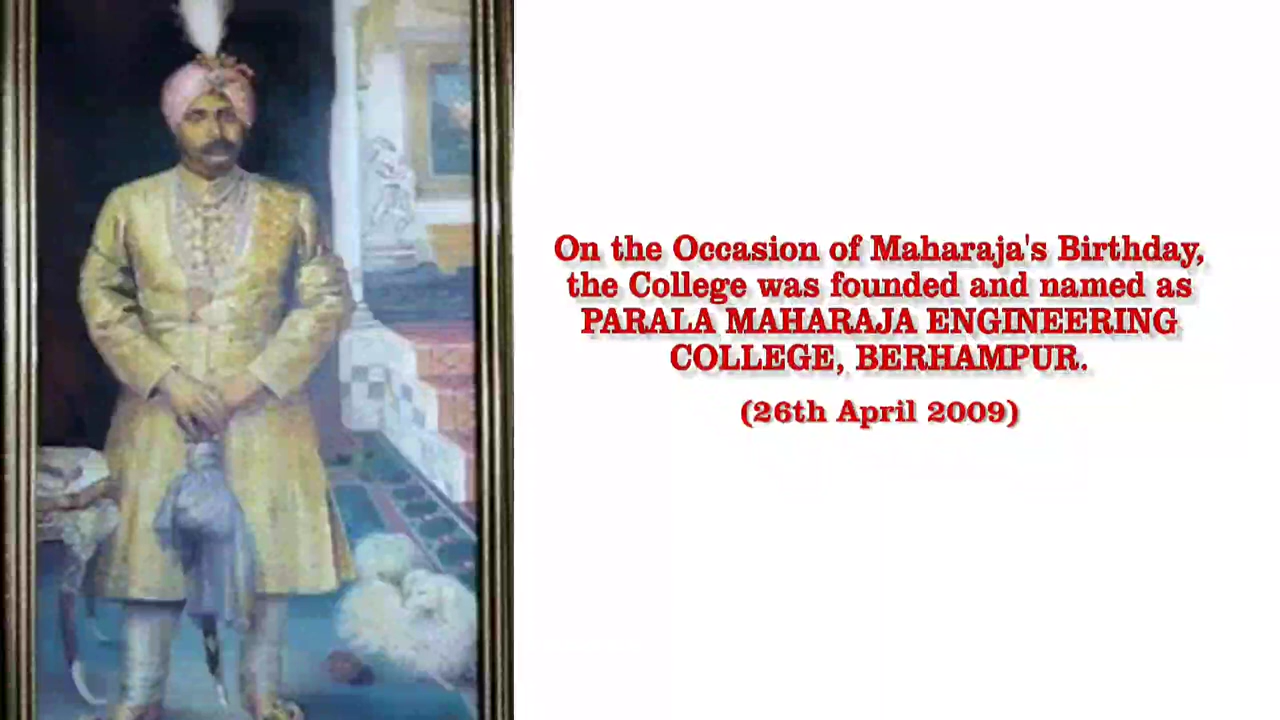 On the Occasion of Maharaja's Birthday,
the College was founded and named as
PARALA MAHARAJA ENGINEERING
COLLEGE, BERHAMPUR.
(26th April 2009)